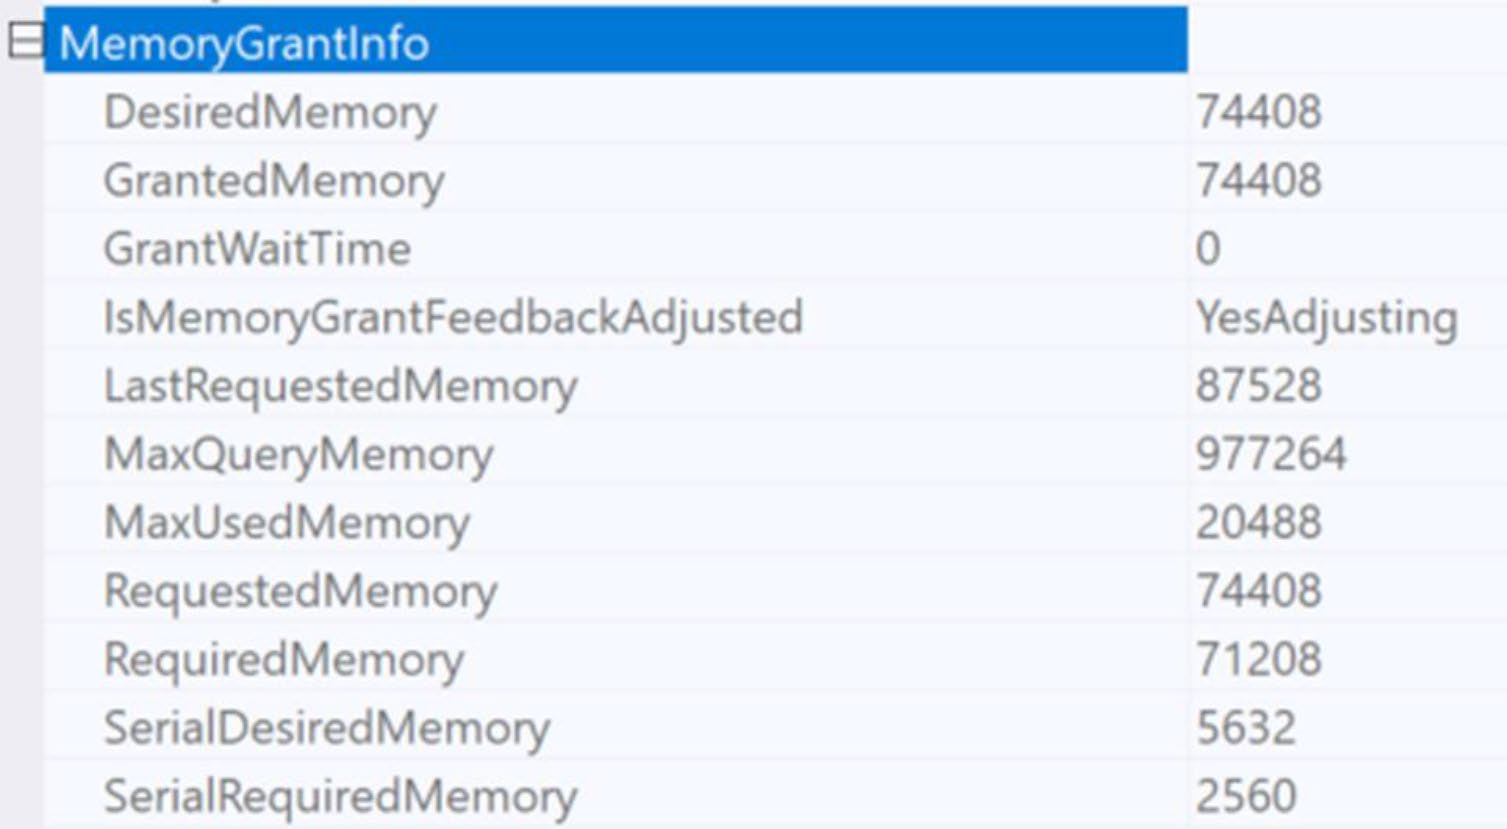 MemoryGrantInfo
DesiredMemory 74408
GrantedMemory 74408
GrantWaitTime 0
IsMemoryGrantFeedbackAdjusted YesAdjusting
LastRequestedMemory 87528
MaxQueryMemory 977264
MaxUsedMemory 20488
RequestedMemory 74408
RequiredMemory 71208
SerialDesiredMemory 5632
SerialRequiredMemory 2560